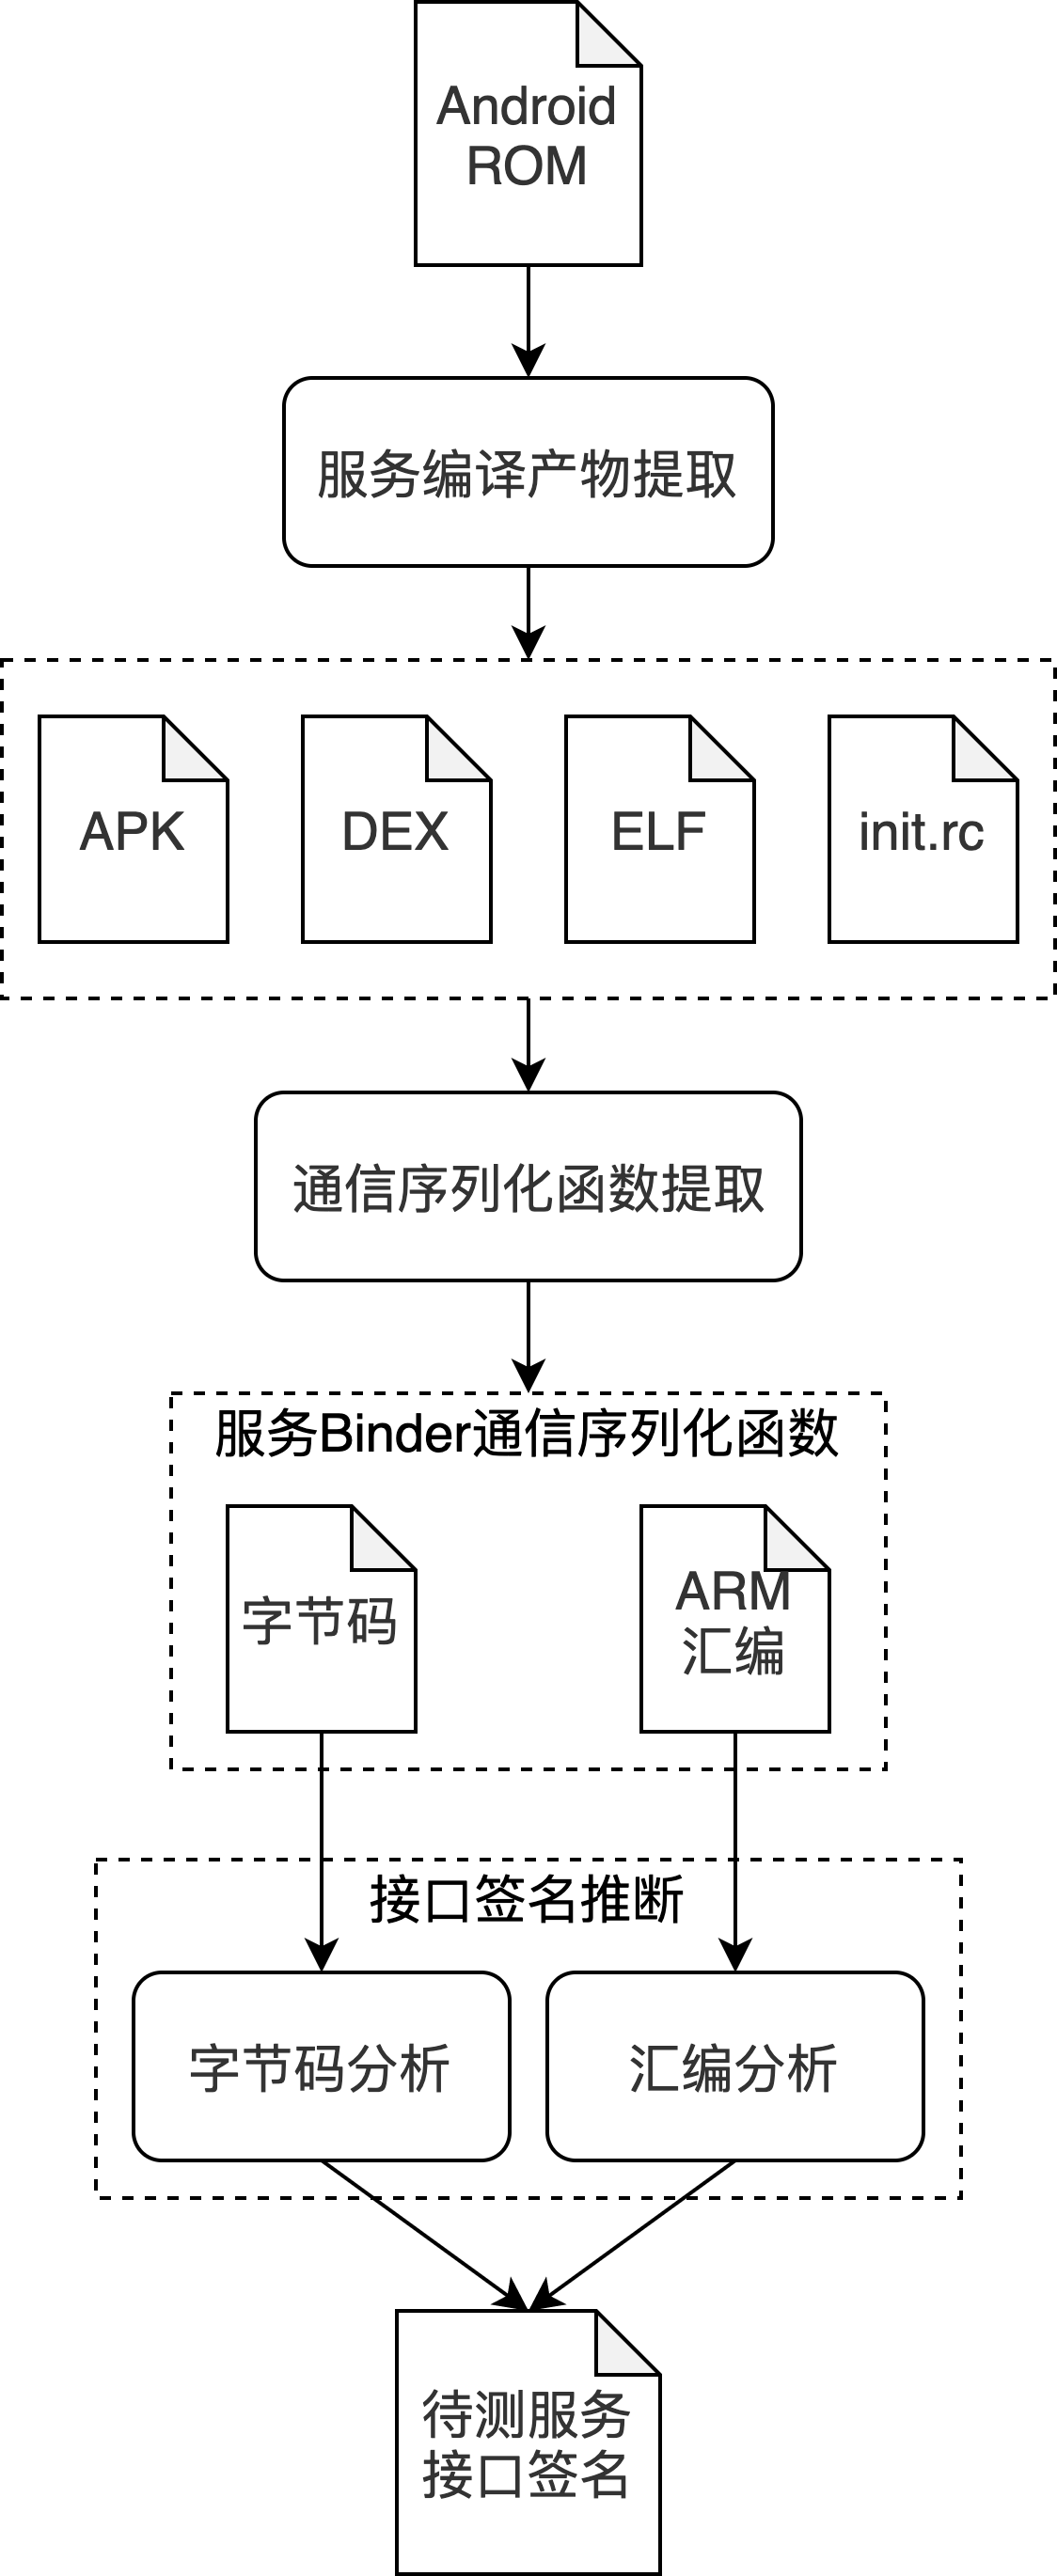 Android
ROM
服务编译产物提取
APK
DEX
ELF
init.rc
通信序列化函数提取
服务Binder通信序列化函数
字节码
ARM
汇编
接口签名推断
字节码分析
汇编分析
待测服务
接口签名